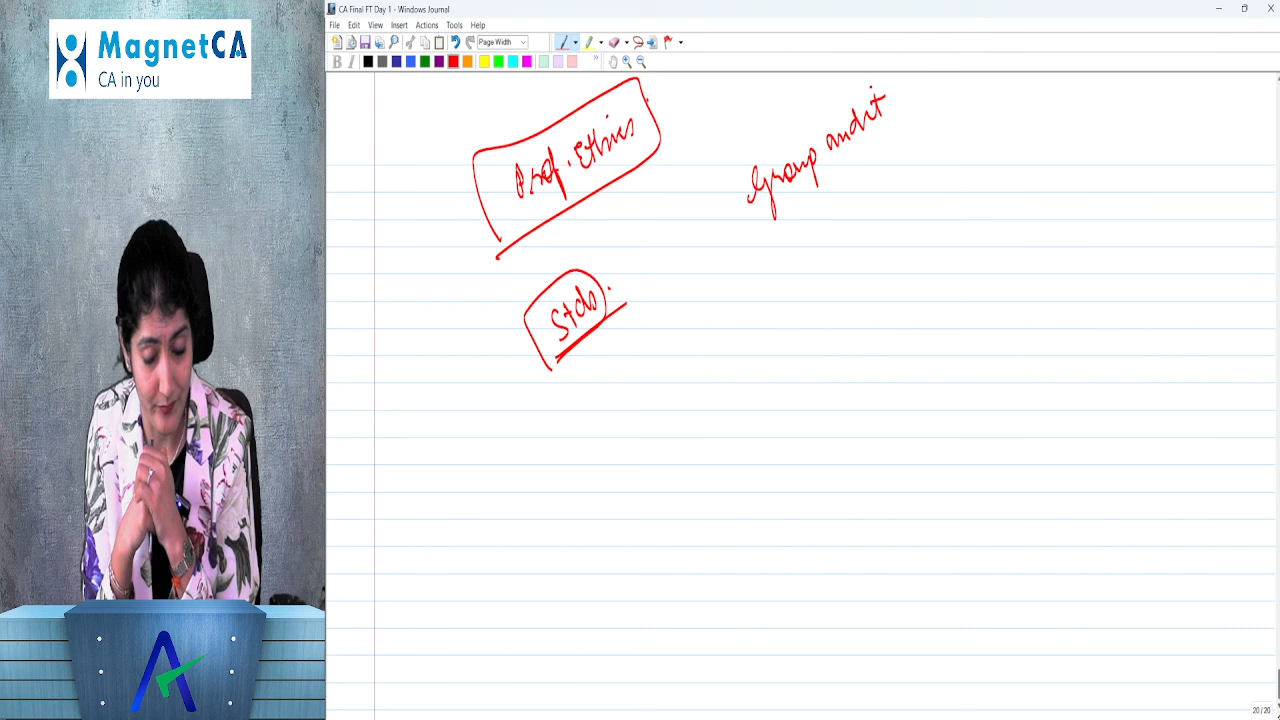 MagnetCA
CA in you
CA Final FT Day 1 - Windows Journal
File Edit View Insert Actions Tools Help
Page Width
B I
Prof. Ethics
Group audit
Stds.
20 / 20